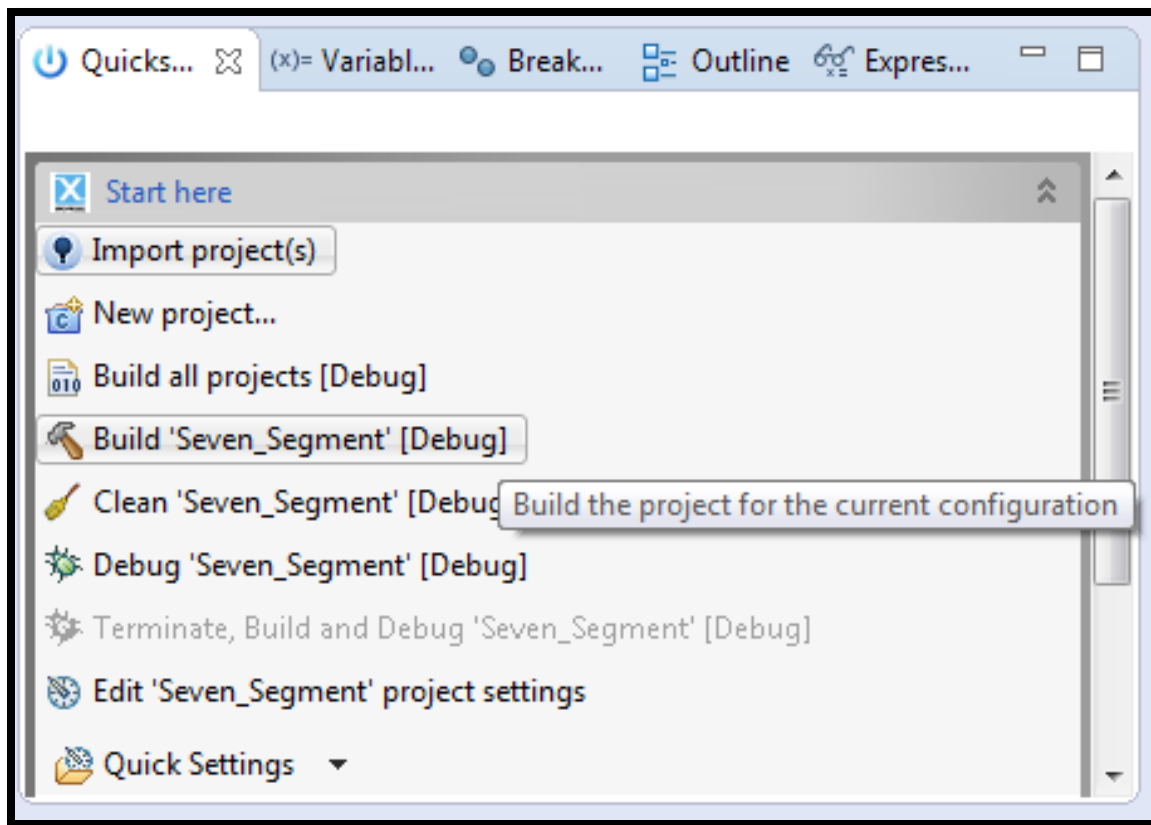 Quicks... (x)= Variabl... Break... Outline Expres...
Start here
Import project(s)
New project...
Build all projects [Debug]
Build 'Seven_Segment' [Debug]
Clean 'Seven_Segment' [Debug
Build the project for the current configuration
Debug 'Seven_Segment' [Debug]
Terminate, Build and Debug 'Seven_Segment' [Debug]
Edit 'Seven_Segment' project settings
Quick Settings